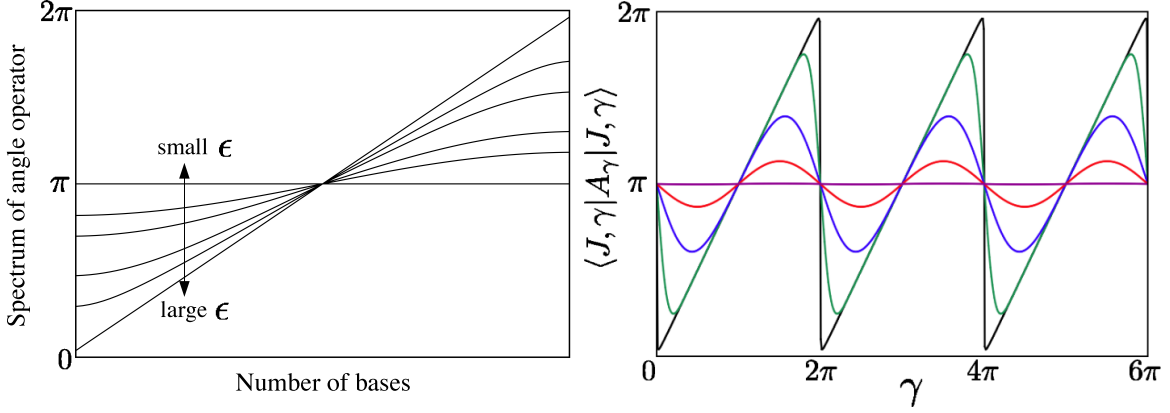 2π
Spectrum of angle operator
small ϵ
π
large ϵ
0
Number of bases
2π
⟨J, γ|A_γ|J, γ⟩
π
0
2π
4π
6π
γ